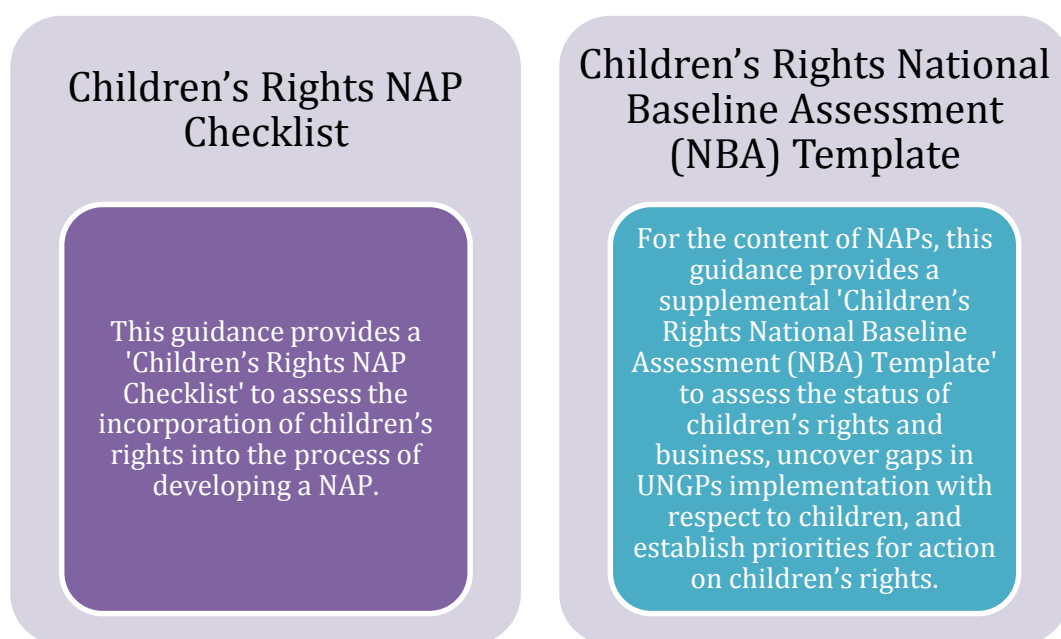 Children’s Rights NAP
Checklist
This guidance provides a
'Children’s Rights NAP
Checklist' to assess the
incorporation of children’s
rights into the process of
developing a NAP.
Children’s Rights National
Baseline Assessment
(NBA) Template
For the content of NAPs, this
guidance provides a
supplemental 'Children’s
Rights National Baseline
Assessment (NBA) Template'
to assess the status of
children’s rights and
business, uncover gaps in
UNGPs implementation with
respect to children, and
establish priorities for action
on children’s rights.